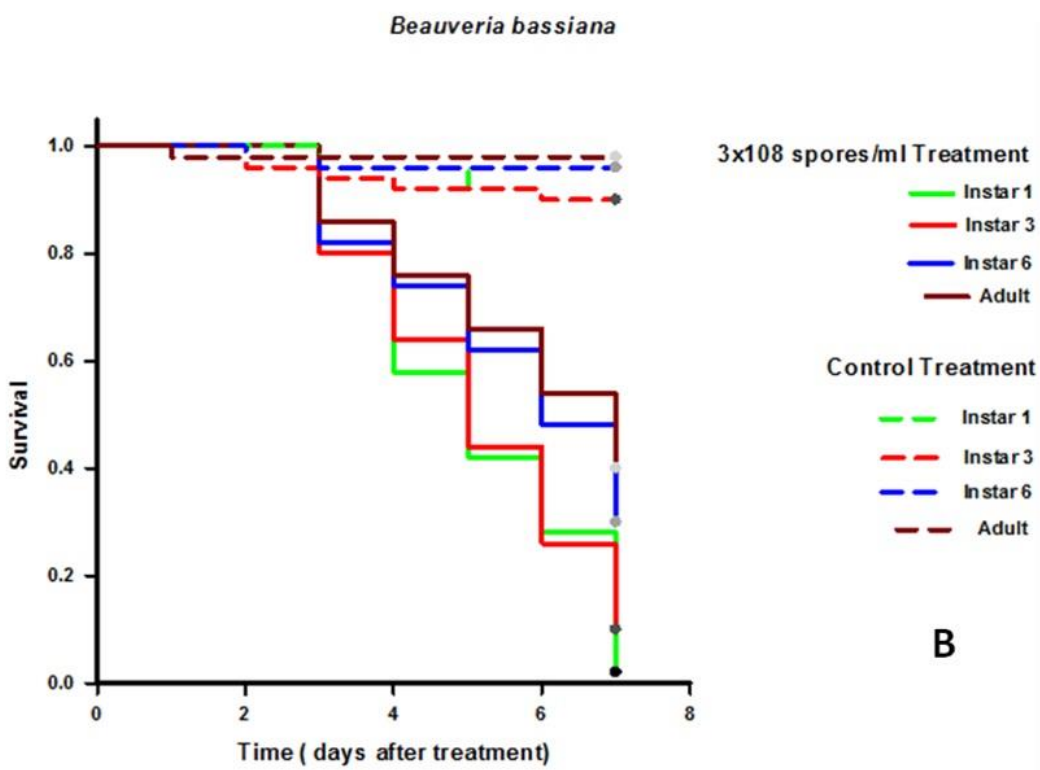 Beauveria bassiana
1.0
0.8
0.6
0.4
0.2
0.0
Survival
0 2 4 6 8
Time ( days after treatment)
3x108 spores/ml Treatment
Instar 1
Instar 3
Instar 6
Adult
Control Treatment
Instar 1
Instar 3
Instar 6
Adult
B